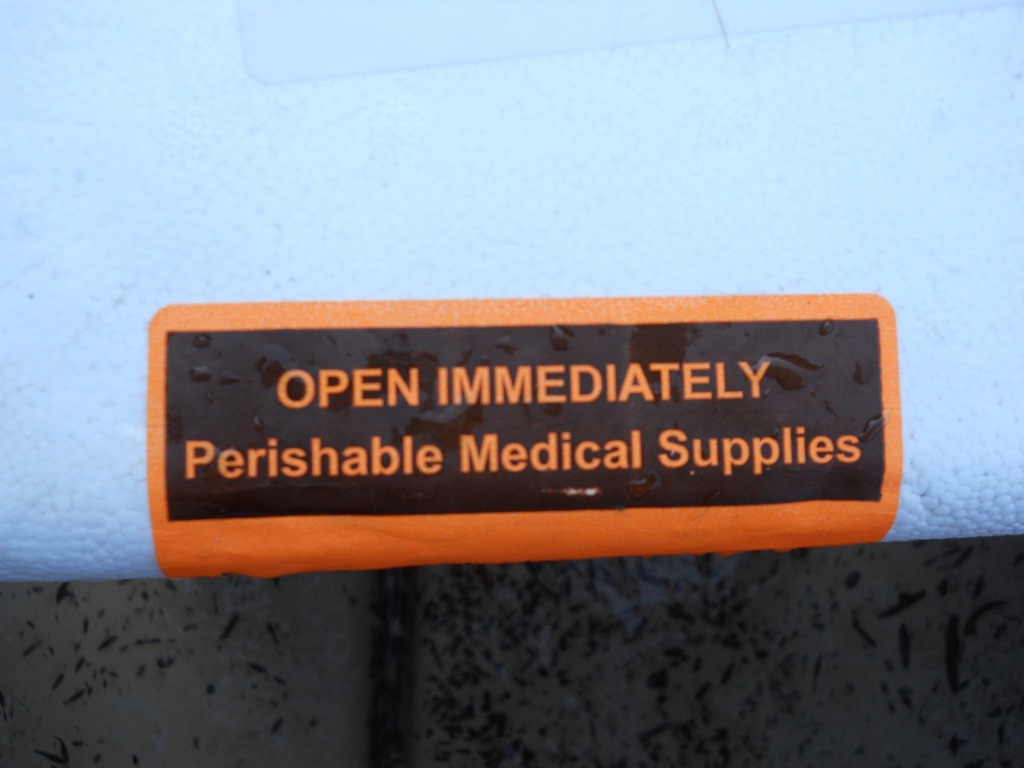 OPEN IMMEDIATELY
Perishable Medical Supplies